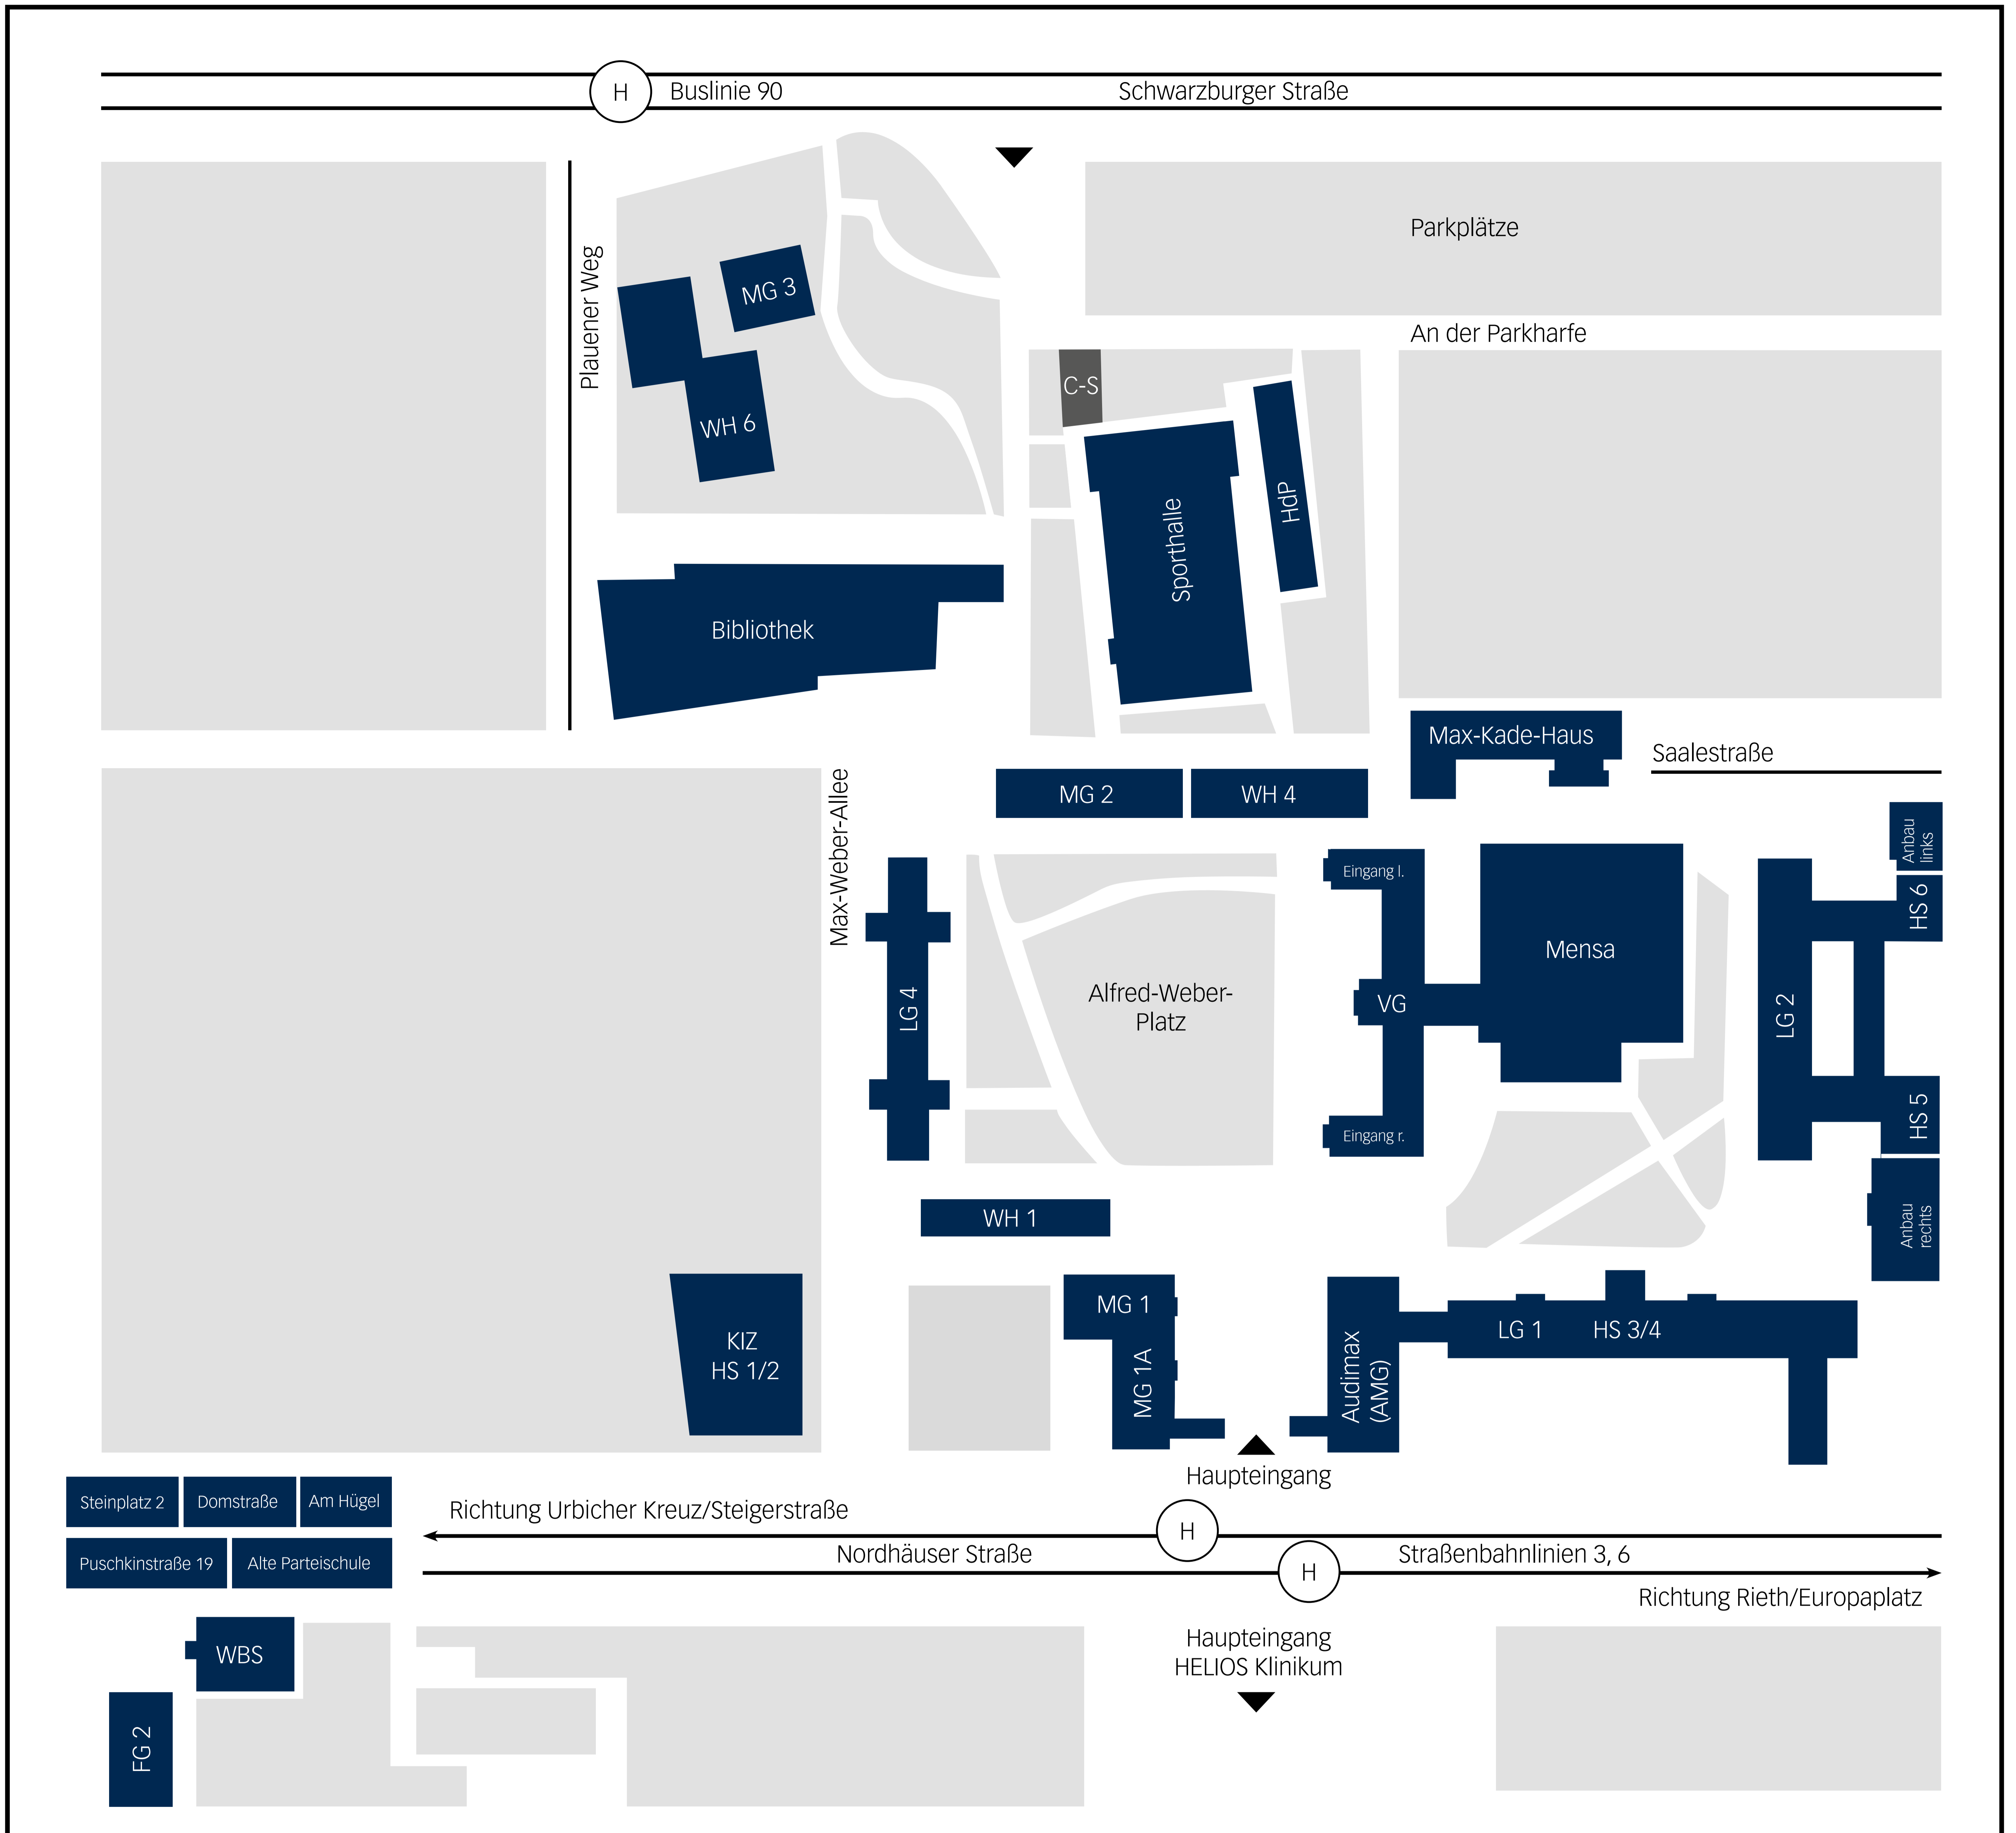 H
Buslinie 90
Schwarzburger Straße
Parkplätze
Plauener Weg
MG 3
An der Parkharfe
C-S
WH 6
HdP
Sporthalle
Bibliothek
Max-Kade-Haus
Saalestraße
MG 2
WH 4
Max-Weber-Allee
Anbau
links
Eingang l.
HS 6
Mensa
LG 4
Alfred-Weber-
Platz
VG
LG 2
HS 5
Eingang r.
WH 1
Anbau
rechts
MG 1
KIZ
HS 1/2
MG 1A
Audimax
(AMG)
LG 1
HS 3/4
Haupteingang
Steinplatz 2
Domstraße
Am Hügel
Richtung Urbicher Kreuz/Steigerstraße
H
Puschkinstraße 19
Alte Parteischule
Nordhäuser Straße
H
Straßenbahnlinien 3, 6
Richtung Rieth/Europaplatz
WBS
Haupteingang
HELIOS Klinikum
FG 2